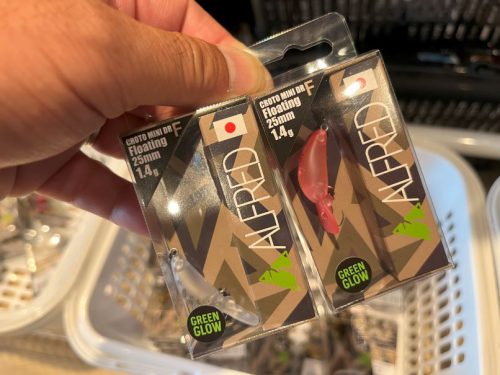 CROTO MINI DR F
Floating
25mm
1.4g
ALFRED
GREEN
GLOW
CROTO MINI DR F
Floating
25mm
1.4g
ALFRED
GREEN
GLOW